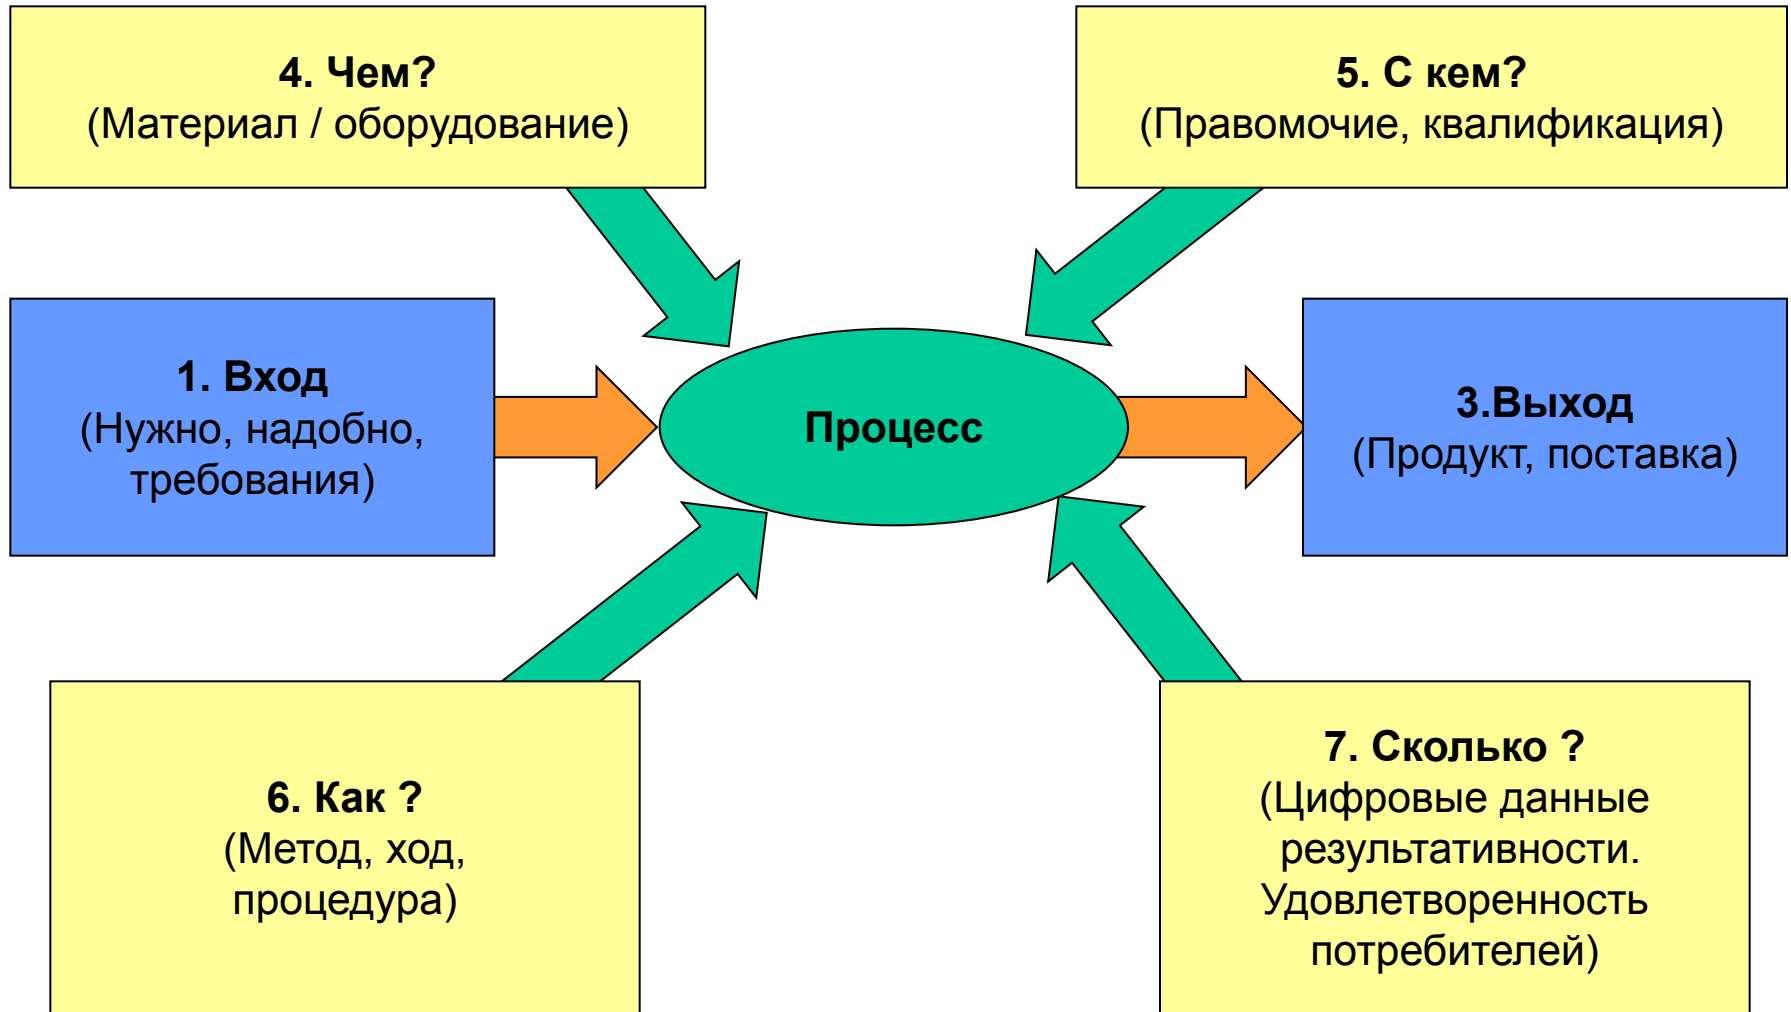 4. Чем?
(Материал / оборудование)
5. С кем?
(Правомочие, квалификация)
1. Вход
(Нужно, надобно,
требования)
Процесс
3.Выход
(Продукт, поставка)
6. Как ?
(Метод, ход,
процедура)
7. Сколько ?
(Цифровые данные
результативности.
Удовлетворенность
потребителей)